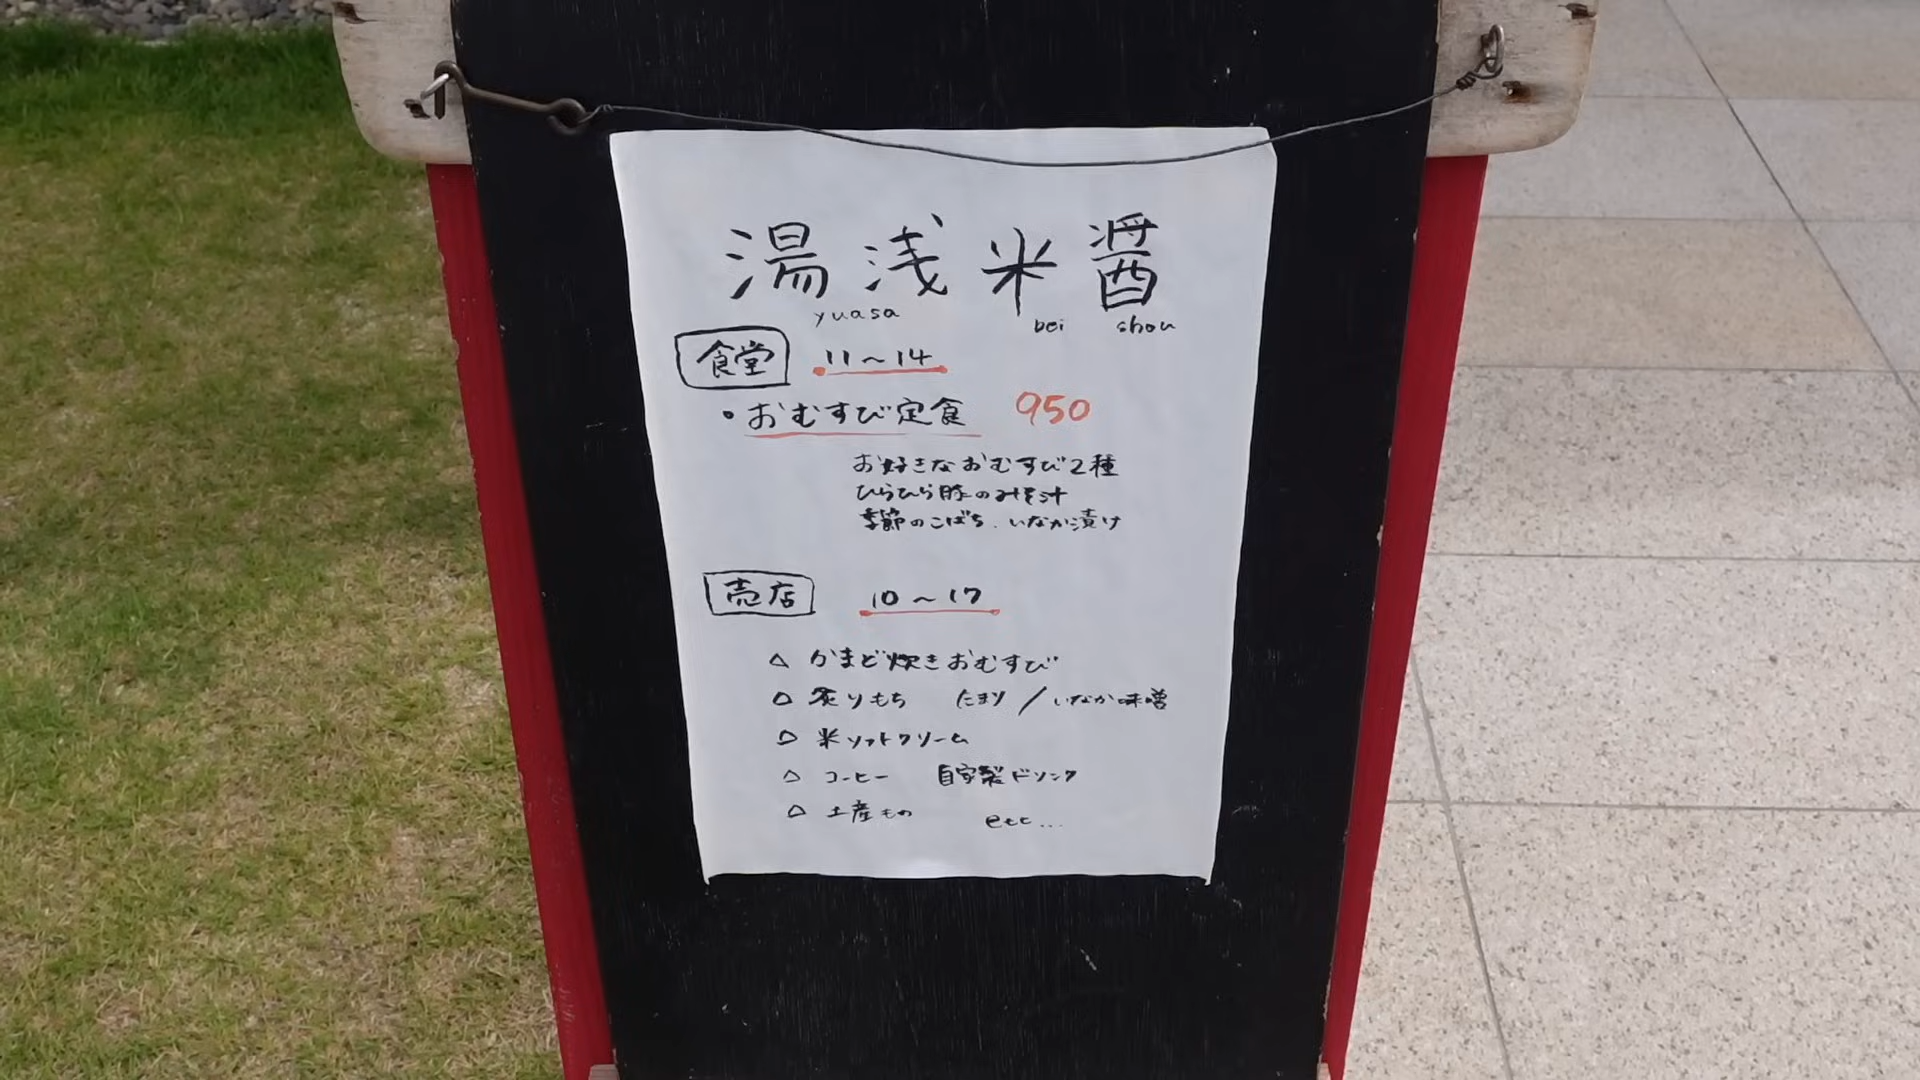 湯浅米醤
yuasa bei shou
食堂 11~14
・おむすび定食 950
お好きなおむすび2種
ひらひら豚のみそ汁
季節のこばち、いなか漬け
売店 10~17
△ かまど炊きおむすび
△ 炙りもち たまり/いなか味噌
△ 米ソフトクリーム
△ コーヒー 自家製ドリンク
△ 土産もの etc...